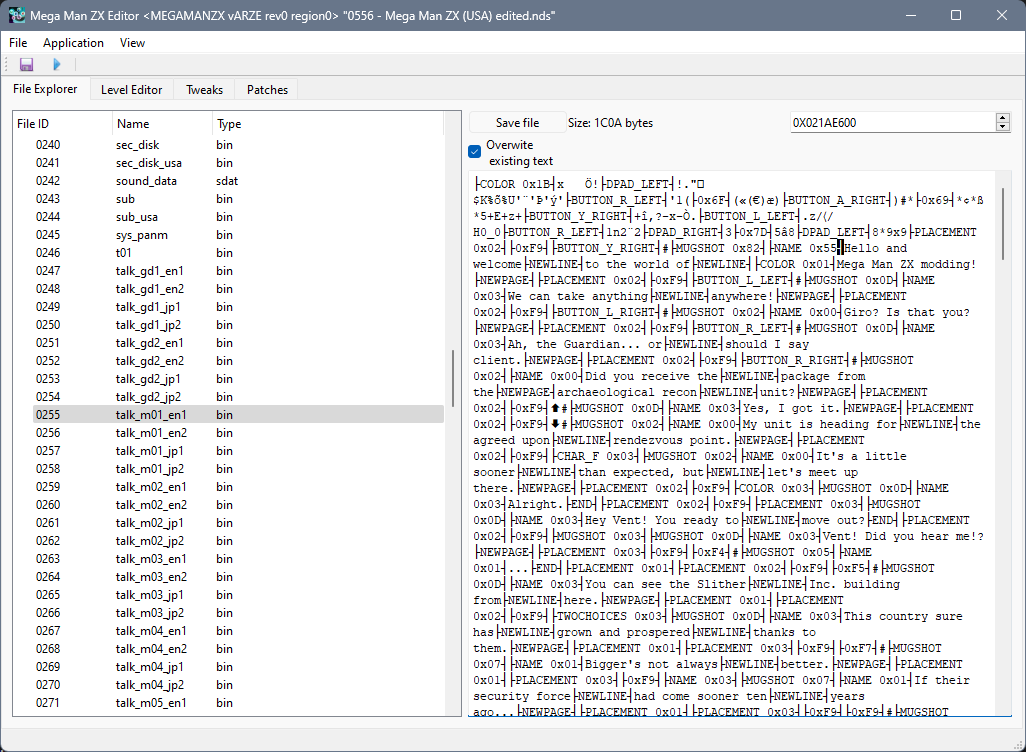 Mega Man ZX Editor <MEGAMANZX vARZE rev0 region0> "0556 - Mega Man ZX (USA) edited.nds"
File Application View
File Explorer Level Editor Tweaks Patches
File ID Name Type
0240 sec_disk bin
0241 sec_disk_usa bin
0242 sound_data sdat
0243 sub bin
0244 sub_usa bin
0245 sys_panm bin
0246 t01 bin
0247 talk_gd1_en1 bin
0248 talk_gd1_en2 bin
0249 talk_gd1_jp1 bin
0250 talk_gd1_jp2 bin
0251 talk_gd2_en1 bin
0252 talk_gd2_en2 bin
0253 talk_gd2_jp1 bin
0254 talk_gd2_jp2 bin
0255 talk_m01_en1 bin
0256 talk_m01_en2 bin
0257 talk_m01_jp1 bin
0258 talk_m01_jp2 bin
0259 talk_m02_en1 bin
0260 talk_m02_en2 bin
0261 talk_m02_jp1 bin
0262 talk_m02_jp2 bin
0263 talk_m03_en1 bin
0264 talk_m03_en2 bin
0265 talk_m03_jp1 bin
0266 talk_m03_jp2 bin
0267 talk_m04_en1 bin
0268 talk_m04_en2 bin
0269 talk_m04_jp1 bin
0270 talk_m04_jp2 bin
0271 talk_m05_en1 bin
Save file Size: 1C0A bytes 0X021AE600
Overwite
existing text
├COLOR 0x1B┤x Ö!├DPAD_LEFT┤!."□
├BUTTON_R_LEFT┤'1(├0x6F┤(«(€)æ)├BUTTON_A_RIGHT┤)#*├0x69┤*¢*ß
*5+E+z+├BUTTON_Y_RIGHT┤+î,?-x-Ò.├BUTTON_L_LEFT┤.z/(/
H0_0├BUTTON_R_LEFT┤1n2¨2├DPAD_RIGHT┤3├0x7D┤5â8├DPAD_LEFT┤8*9x9├PLACEMENT
0x02┤├0xF9┤├BUTTON_Y_RIGHT┤#├MUGSHOT 0x82┤├NAME 0x55┤Hello and
welcome├NEWLINE┤to the world of├NEWLINE┤├COLOR 0x01┤Mega Man ZX modding!
├NEWPAGE┤├PLACEMENT 0x02┤├0xF9┤├BUTTON_L_LEFT┤#├MUGSHOT 0x0D┤├NAME
0x03┤We can take anything├NEWLINE┤anywhere!├NEWPAGE┤├PLACEMENT
0x02┤├0xF9┤├BUTTON_L_RIGHT┤#├MUGSHOT 0x02┤├NAME 0x00┤Giro? Is that you?
├NEWPAGE┤├PLACEMENT 0x02┤├0xF9┤├BUTTON_R_LEFT┤#├MUGSHOT 0x0D┤├NAME
0x03┤Ah, the Guardian... or├NEWLINE┤should I say
client.├NEWPAGE┤├PLACEMENT 0x02┤├0xF9┤├BUTTON_R_RIGHT┤#├MUGSHOT
0x02┤├NAME 0x00┤Did you receive the├NEWLINE┤package from
the├NEWPAGE┤archaeological recon├NEWLINE┤unit?├NEWPAGE┤├PLACEMENT
0x02┤├0xF9┤⬆#├MUGSHOT 0x0D┤├NAME 0x03┤Yes, I got it.├NEWPAGE┤├PLACEMENT
0x02┤├0xF9┤⬇#├MUGSHOT 0x02┤├NAME 0x00┤My unit is heading for├NEWLINE┤the
agreed upon├NEWLINE┤rendezvous point.├NEWPAGE┤├PLACEMENT
0x02┤├0xF9┤├CHAR_F 0x03┤├MUGSHOT 0x02┤├NAME 0x00┤It's a little
sooner├NEWLINE┤than expected, but├NEWLINE┤let's meet up
there.├NEWPAGE┤├PLACEMENT 0x02┤├0xF9┤├COLOR 0x03┤├MUGSHOT 0x0D┤├NAME
0x03┤Alright.├END┤├PLACEMENT 0x02┤├0xF9┤├PLACEMENT 0x03┤├MUGSHOT
0x0D┤├NAME 0x03┤Hey Vent! You ready to├NEWLINE┤move out?├END┤├PLACEMENT
0x02┤├0xF9┤├MUGSHOT 0x03┤├MUGSHOT 0x0D┤├NAME 0x03┤Vent! Did you hear me!?
├NEWPAGE┤├PLACEMENT 0x03┤├0xF9┤├0xF4┤#├MUGSHOT 0x05┤├NAME
0x01┤...├END┤├PLACEMENT 0x01┤├PLACEMENT 0x02┤├0xF9┤├0xF5┤#├MUGSHOT
0x0D┤├NAME 0x03┤You can see the Slither├NEWLINE┤Inc. building
from├NEWLINE┤here.├NEWPAGE┤├PLACEMENT 0x01┤├PLACEMENT
0x02┤├0xF9┤├TWOCHOICES 0x03┤├MUGSHOT 0x0D┤├NAME 0x03┤This country sure
has├NEWLINE┤grown and prospered├NEWLINE┤thanks to
them.├NEWPAGE┤├PLACEMENT 0x01┤├PLACEMENT 0x03┤├0xF9┤├0xF7┤#├MUGSHOT
0x07┤├NAME 0x01┤Bigger's not always├NEWLINE┤better.├NEWPAGE┤├PLACEMENT
0x01┤├PLACEMENT 0x03┤├0xF9┤├NAME 0x03┤├MUGSHOT 0x07┤├NAME 0x01┤If their
security force├NEWLINE┤had come sooner ten├NEWLINE┤years
ago...├NEWPAGE┤├PLACEMENT 0x01┤├PLACEMENT 0x03┤├0xF9┤├0xF9┤#├MUGSHOT